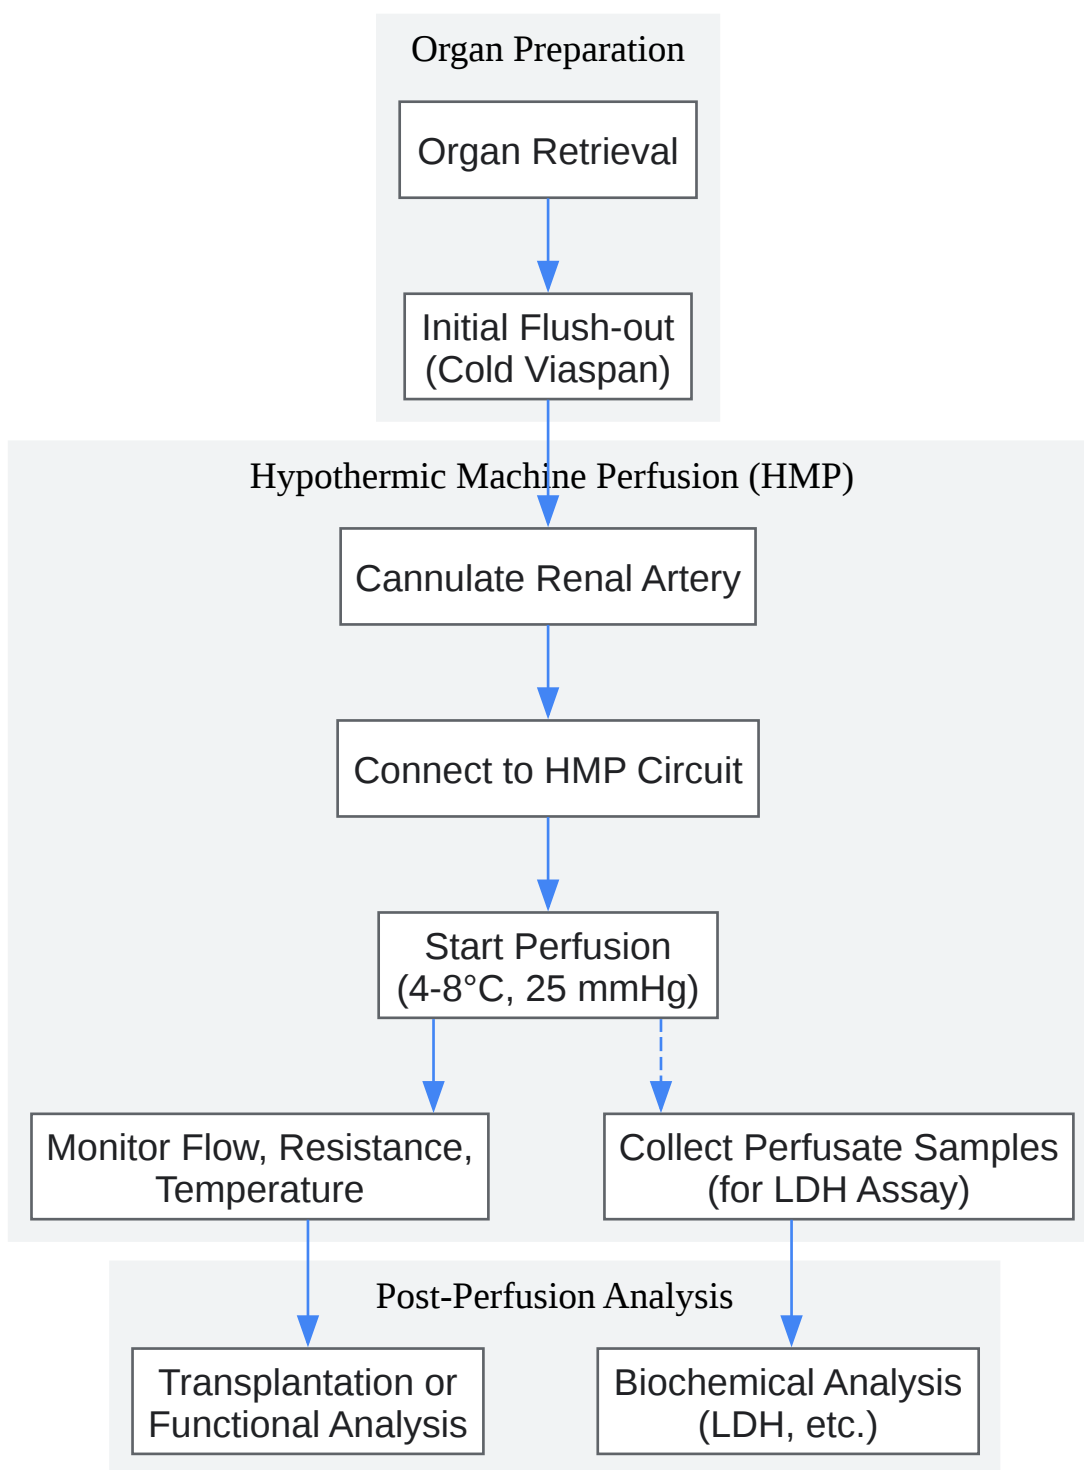 Organ Preparation
Organ Retrieval
Initial Flush-out
(Cold Viaspan)
Hypothermic Machine Perfusion (HMP)
Cannulate Renal Artery
Connect to HMP Circuit
Start Perfusion
(4-8°C, 25 mmHg)
Monitor Flow, Resistance,
Temperature
Collect Perfusate Samples
(for LDH Assay)
Post-Perfusion Analysis
Transplantation or
Functional Analysis
Biochemical Analysis
(LDH, etc.)